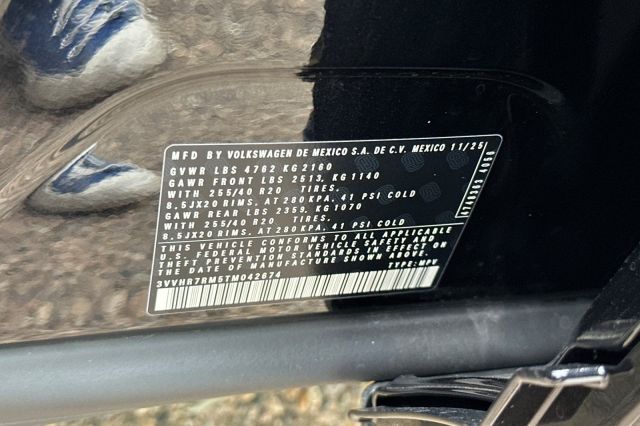 MFD BY VOLKSWAGEN DE MEXICO S.A. DE C.V. MEXICO 11/25
GVWR LBS 4762 KG 2160
GAWR FRONT LBS 2513, KG 1140
WITH 255/40 R20 TIRES,
8.5JX20 RIMS, AT 280 KPA, 41 PSI COLD
GAWR REAR LBS 2359, KG 1070
WITH 255/40 R20 TIRES,
8.5JX20 RIMS, AT 280 KPA, 41 PSI COLD
THIS VEHICLE CONFORMS TO ALL APPLICABLE
U.S. FEDERAL MOTOR VEHICLE SAFETY AND
THEFT PREVENTION STANDARDS IN EFFECT ON
THE DATE OF MANUFACTURE SHOWN ABOVE.
TYPE: MPV
3VVHR7RM5TM042674